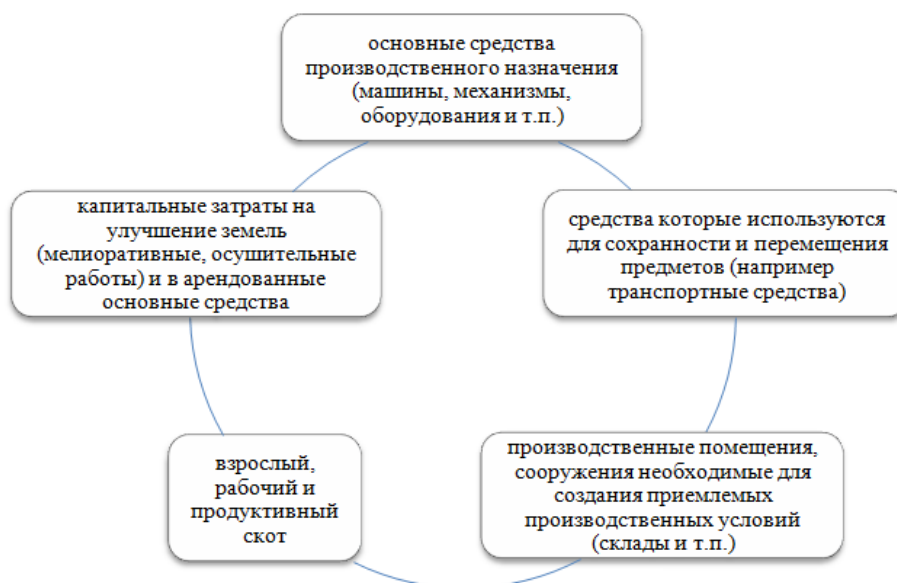 основные средства
производственного назначения
(машины, механизмы,
оборудования и т.п.)
капитальные затраты на
улучшение земель
(мелиоративные, осушительные
работы) и в арендованные
основные средства
средства которые используются
для сохранности и перемещения
предметов (например
транспортные средства)
взрослый,
рабочий и
продуктивный
скот
производственные помещения,
сооружения необходимые для
создания приемлемых
производственных условий
(склады и т.п.)